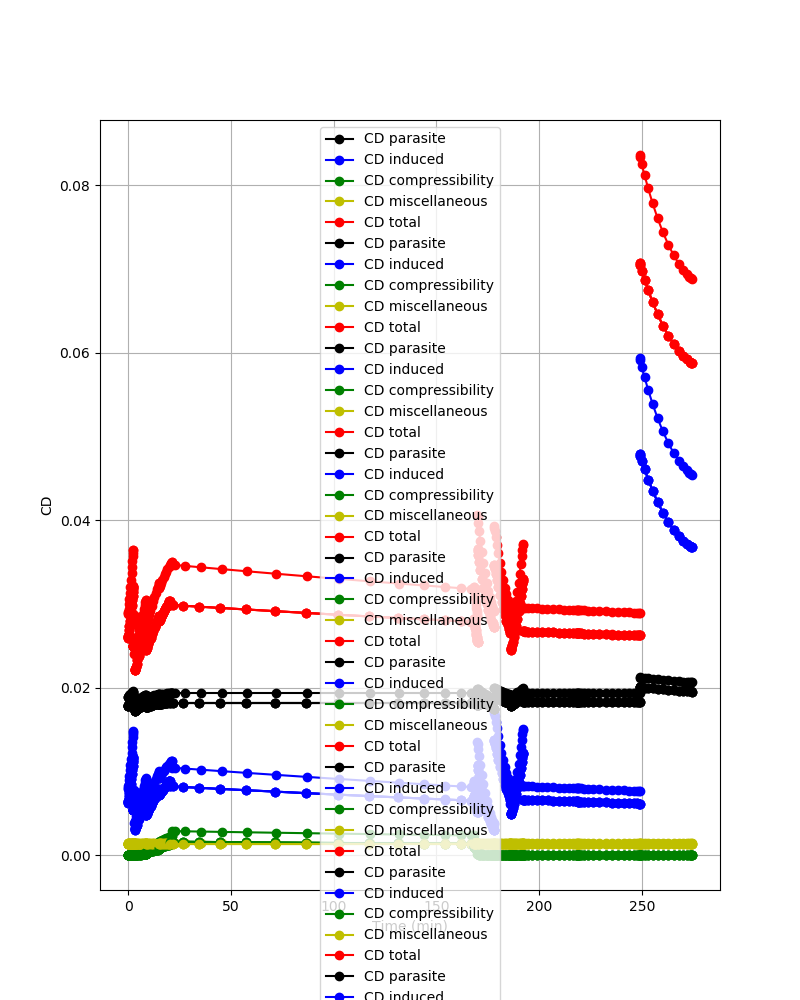 CD parasite
CD induced
CD compressibility
CD miscellaneous
CD total
CD parasite
CD induced
CD compressibility
CD miscellaneous
CD total
CD parasite
CD induced
CD compressibility
CD miscellaneous
CD total
CD parasite
CD induced
CD compressibility
CD miscellaneous
CD total
CD parasite
CD induced
CD compressibility
CD miscellaneous
CD total
CD parasite
CD induced
CD compressibility
CD miscellaneous
CD total
CD parasite
CD induced
CD compressibility
CD miscellaneous
CD total
CD parasite
CD induced
CD compressibility
CD miscellaneous
CD total
CD parasite
CD induced
0.08
0.06
0.04
0.02
0.00
CD
0 50 100 150 200 250
Time (min)